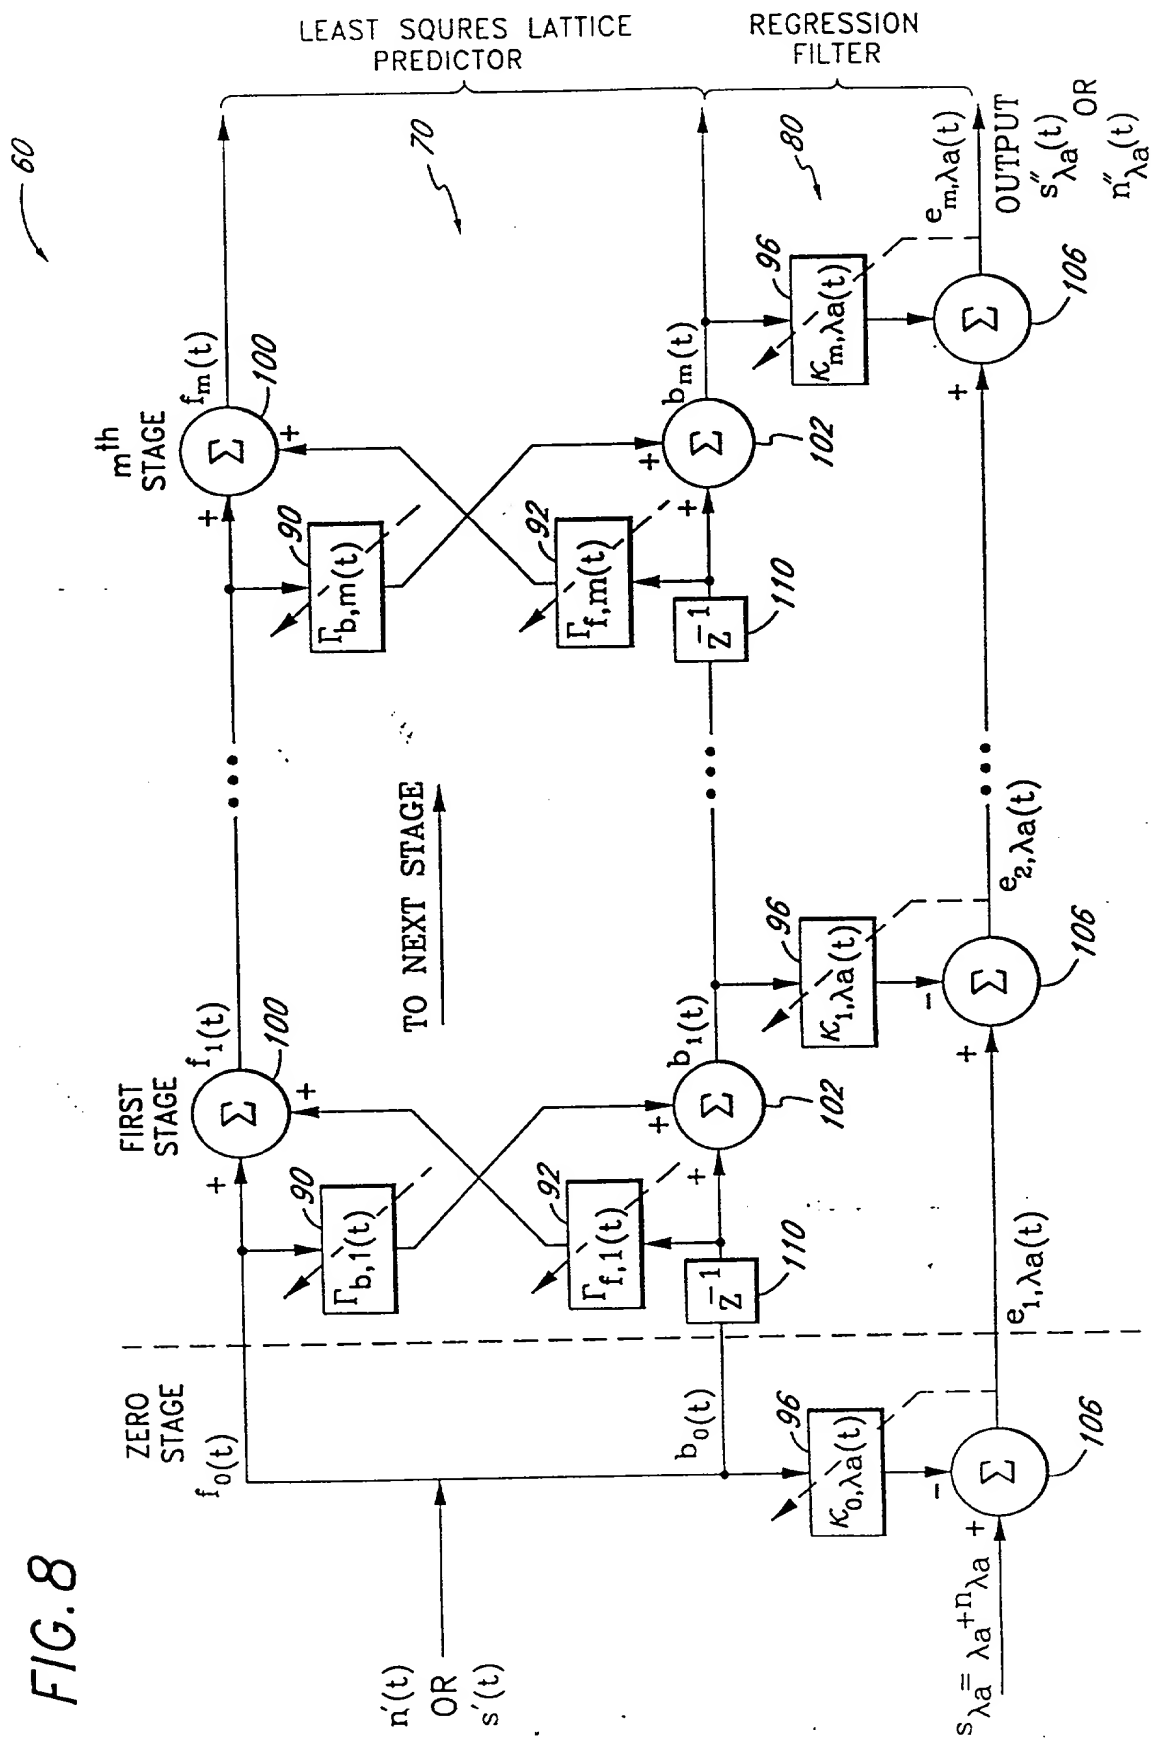 FIG. 8
60
LEAST SQURES LATTICE
PREDICTOR
REGRESSION
FILTER
70
80
ZERO
STAGE
FIRST
STAGE
mth
STAGE
TO NEXT STAGE
n′(t)
OR
s′(t)
f0(t)
f1(t)
fm(t)
100
100
+
+
+
+
90
Γb,1(t)
90
Γb,m(t)
92
Γf,1(t)
92
Γf,m(t)
b0(t)
z−1
110
+
+
b1(t)
102
z−1
110
+
+
bm(t)
102
96
κ0,λa(t)
96
κ1,λa(t)
96
κm,λa(t)
sλa= λa+nλa
+
−
Σ
106
e1,λa(t)
+
−
Σ
106
e2,λa(t)
+
Σ
106
em,λa(t)
Σ
Σ
Σ
Σ
OUTPUT
s″λa(t)
OR
n″λa(t)